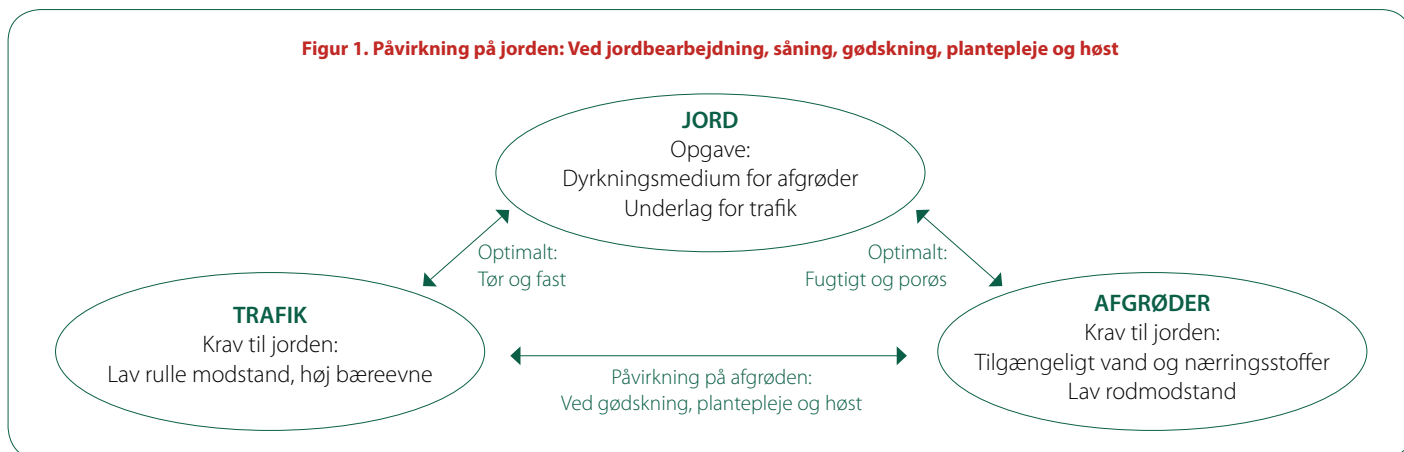 Figur 1. Påvirkning på jorden: Ved jordbearbejdning, såning, gødskning, plantepleje og høst
JORD
Opgave:
Dyrkningsmedium for afgrøder
Underlag for trafik
Optimalt:
Tør og fast
Optimalt:
Fugtigt og porøs
TRAFIK
Krav til jorden:
Lav rulle modstand, høj bæreevne
AFGRØDER
Krav til jorden:
Tilgængeligt vand og nærringsstoffer
Lav rodmodstand
Påvirkning på afgrøden:
Ved gødskning, plantepleje og høst